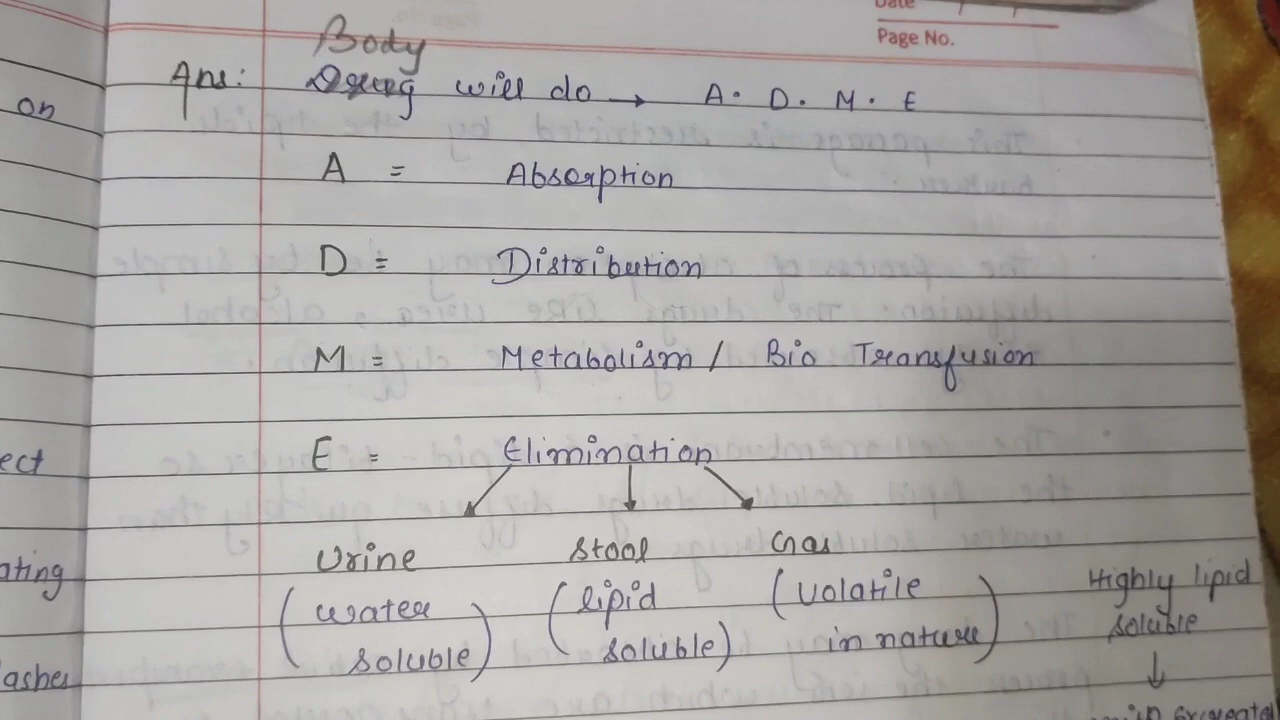 Date / /
Page No.
Body
Ans: Drug will do → A. D. M. E
A = Absorption
D = Distribution
M = Metabolism / Bio Transfusion
E = Elimination
Urine Stool Gas
(water soluble) (lipid soluble) (volatile in nature)
Highly lipid
soluble
↓
on
ect
ating
lashes